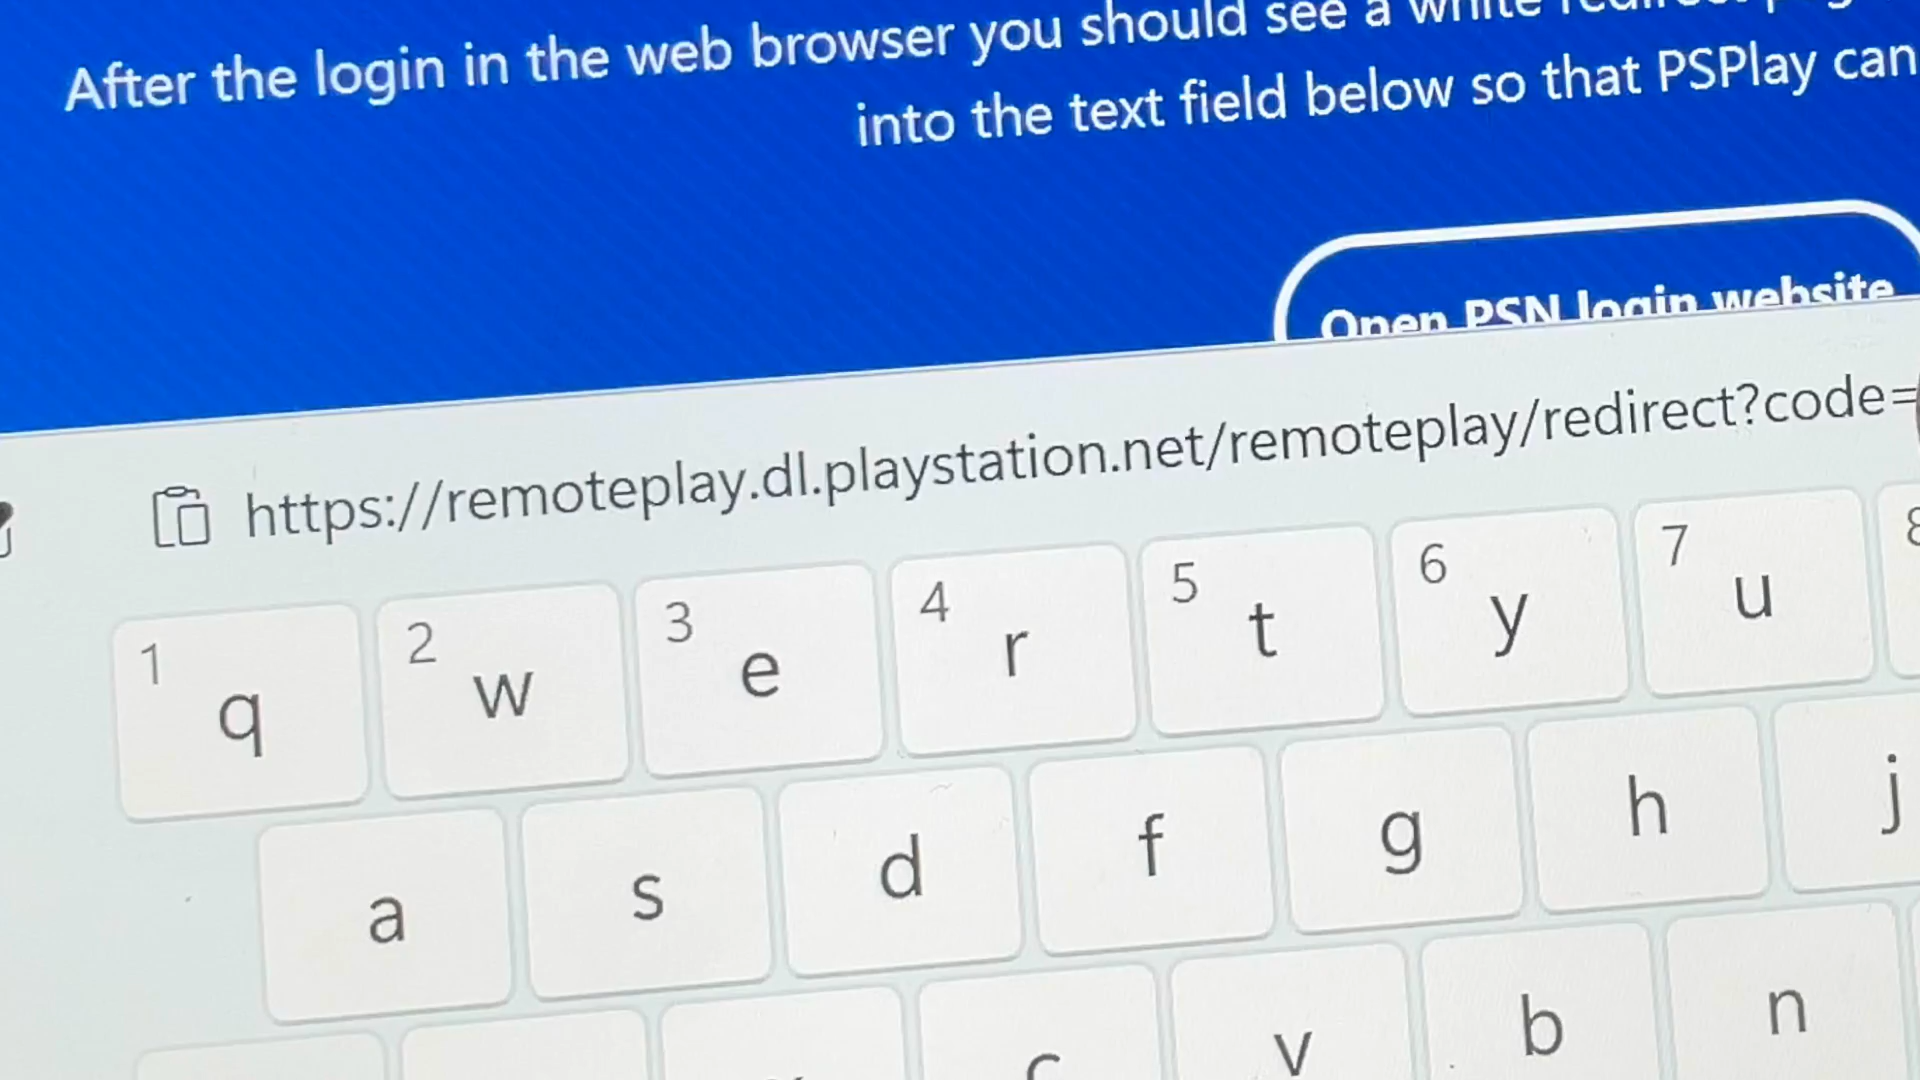 After the login in the web browser you should see a white
into the text field below so that PSPlay can
Open PSN login website
https://remoteplay.dl.playstation.net/remoteplay/redirect?code=
1 2 3 4 5 6 7 8
q w e r t y u
a s d f g h j
c v b n